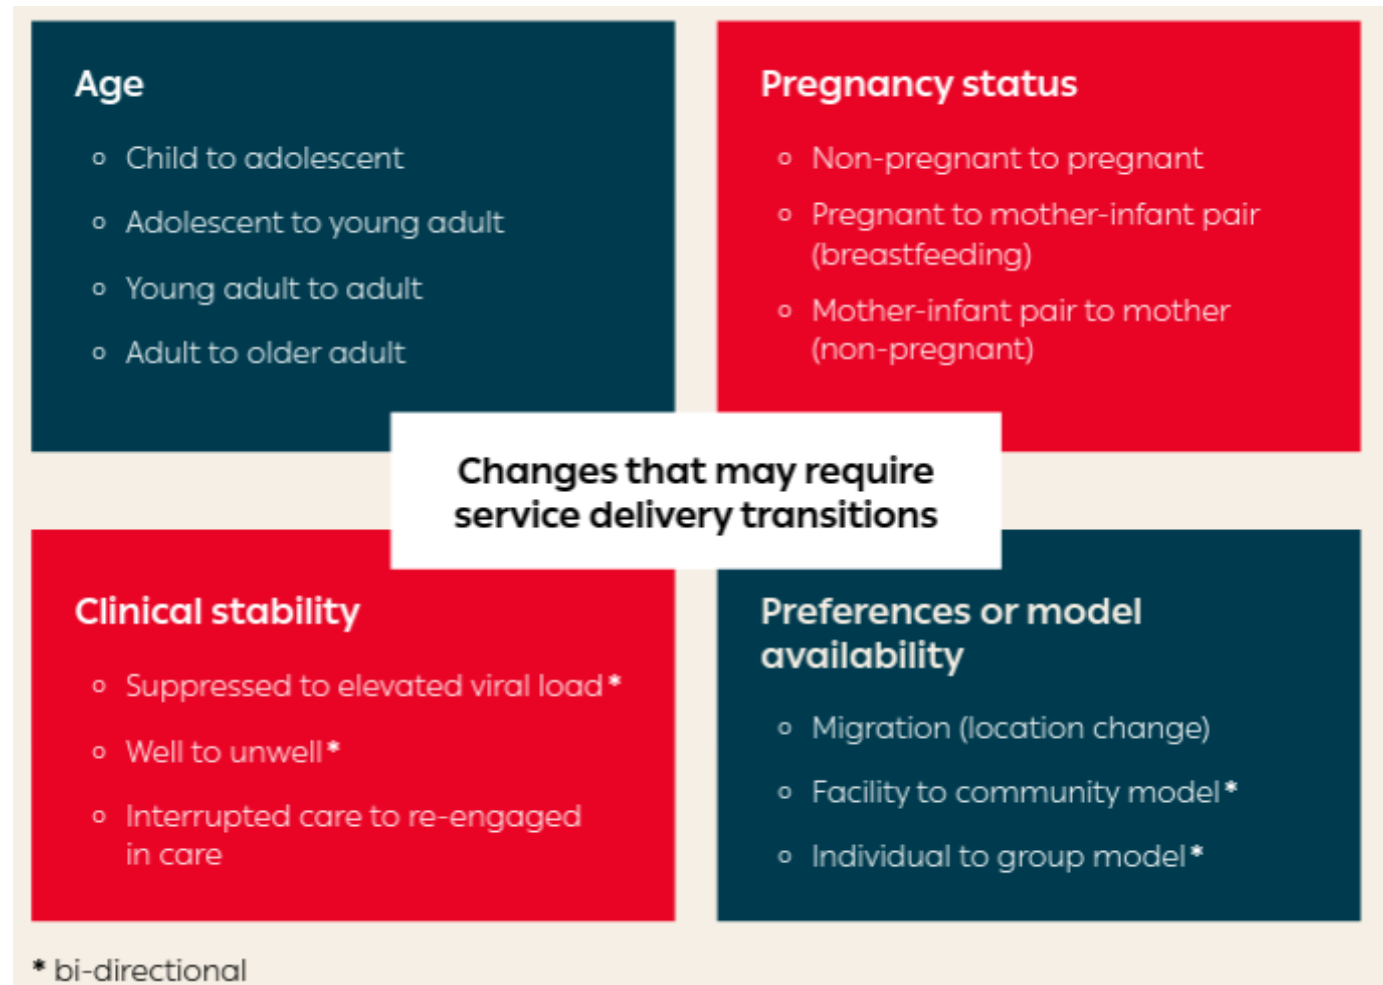 Age
○ Child to adolescent
○ Adolescent to young adult
○ Young adult to adult
○ Adult to older adult
Pregnancy status
○ Non-pregnant to pregnant
○ Pregnant to mother-infant pair
(breastfeeding)
○ Mother-infant pair to mother
(non-pregnant)
Changes that may require
service delivery transitions
Clinical stability
○ Suppressed to elevated viral load*
○ Well to unwell*
○ Interrupted care to re-engaged
in care
Preferences or model
availability
○ Migration (location change)
○ Facility to community model*
○ Individual to group model*
* bi-directional